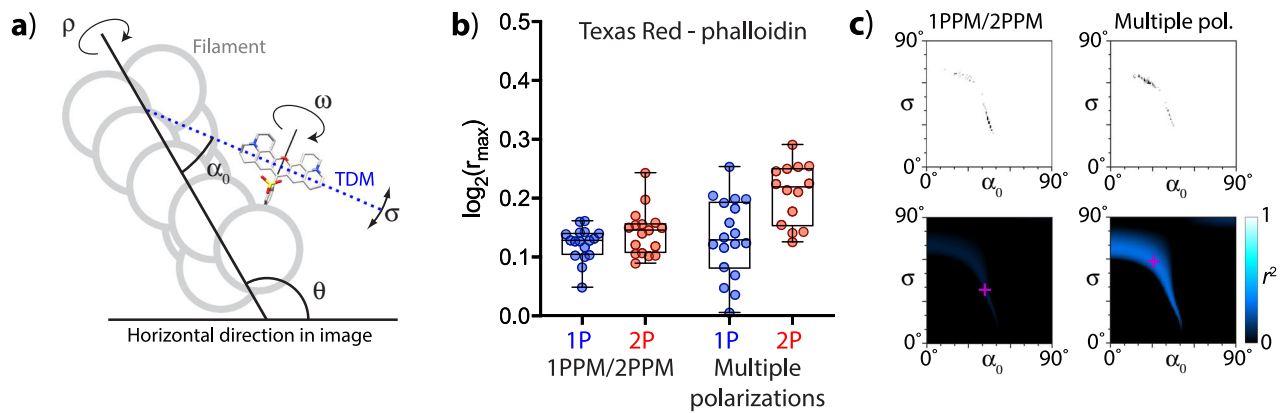 a)
ρ
Filament
ω
α₀
TDM
σ
θ
Horizontal direction in image
b)
Texas Red - phalloidin
log₂(rₘₐₓ)
0.5
0.4
0.3
0.2
0.1
0.0
1P
2P
1P
2P
1PPM/2PPM
Multiple
polarizations
c)
1PPM/2PPM
Multiple pol.
90°
90°
σ
σ
0°
0°
0°
α₀
90°
0°
α₀
90°
90°
90°
σ
σ
0°
0°
0°
α₀
90°
0°
α₀
90°
1
r²
0